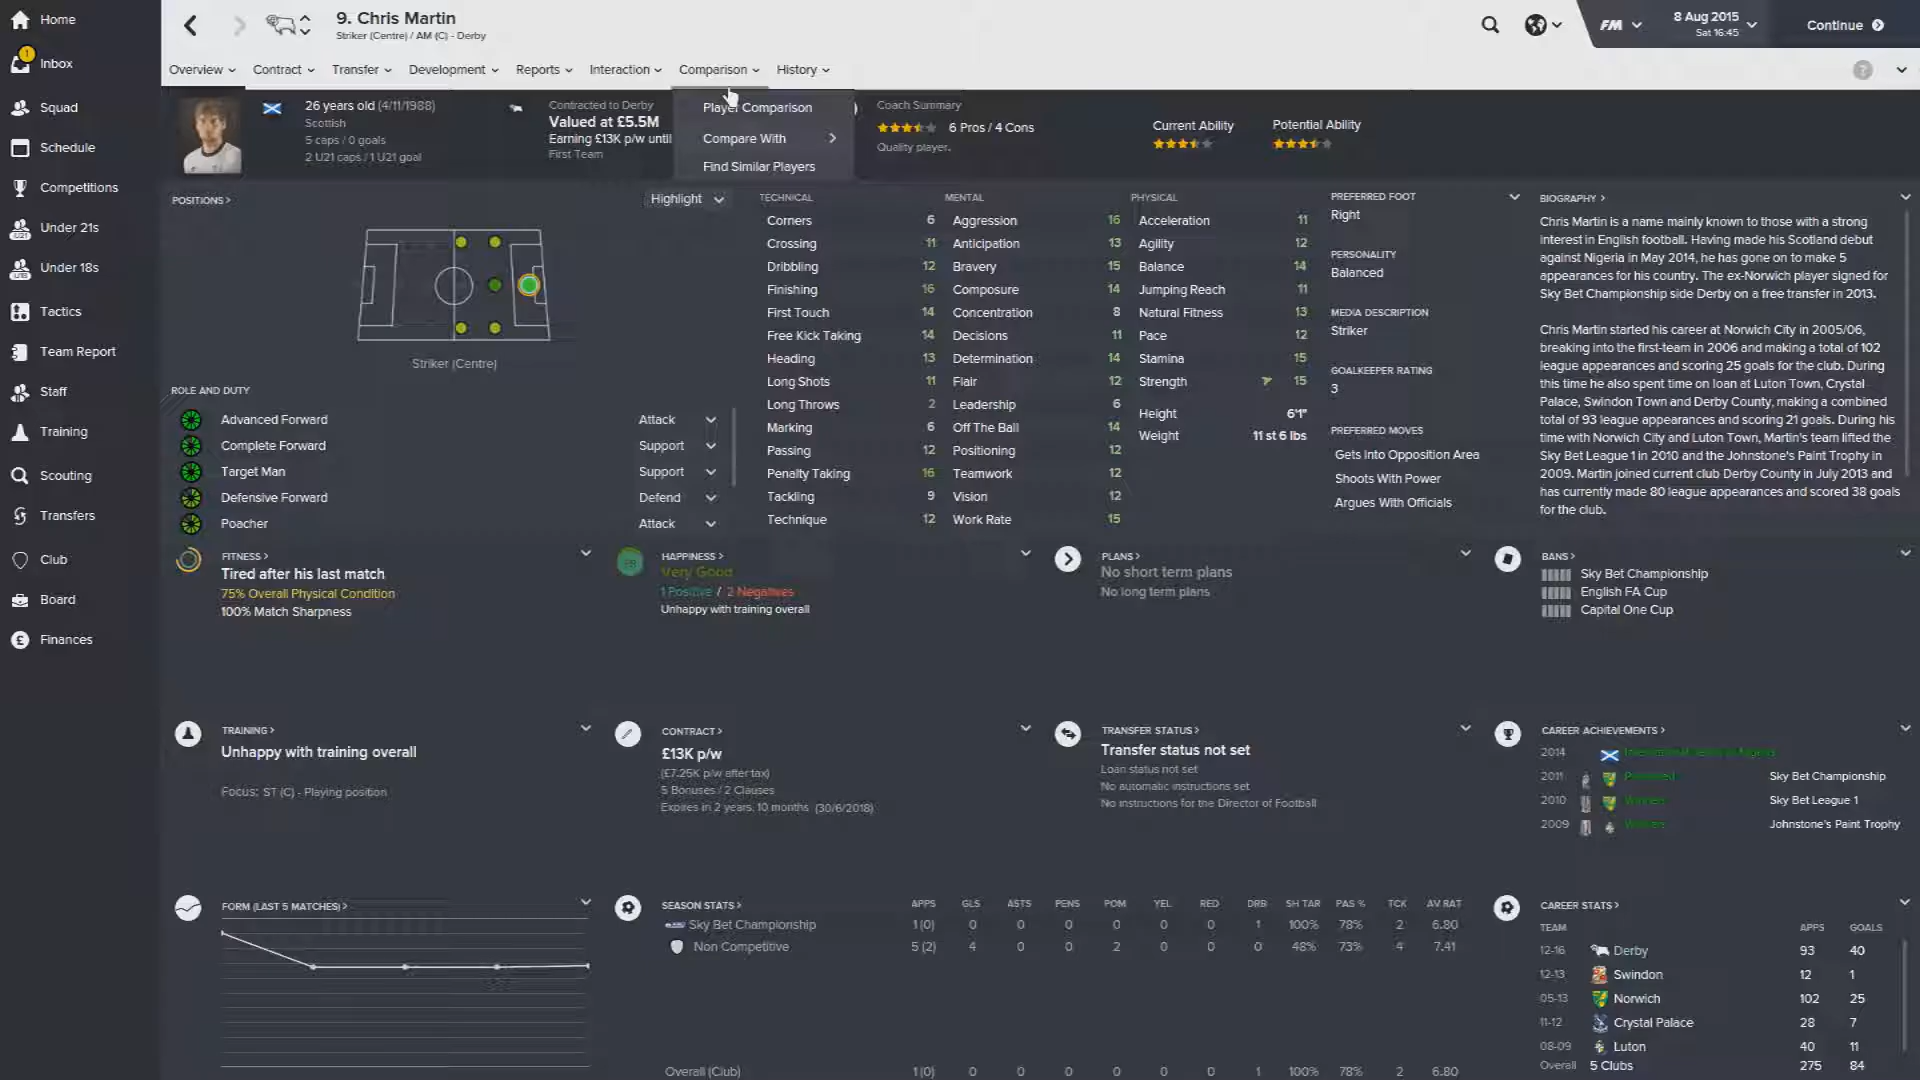 Home
Inbox
1
Squad
Schedule
Competitions
Under 21s
Under 18s
Tactics
Team Report
Staff
Training
Scouting
Transfers
Club
Board
Finances
9. Chris Martin
Striker (Centre) / AM (C) - Derby
FM
8 Aug 2015
Sat 16:45
Continue
Overview Contract Transfer Development Reports Interaction Comparison History
?
26 years old (4/11/1988)
Scottish
5 caps / 0 goals
2 U21 caps / 1 U21 goal
Contracted to Derby
Valued at £5.5M
Earning £13K p/w until
First Team
Player Comparison
Compare With
Find Similar Players
Coach Summary
6 Pros / 4 Cons
Quality player.
Current Ability
Potential Ability
POSITIONS >
Highlight
Striker (Centre)
ROLE AND DUTY
Advanced Forward Attack
Complete Forward Support
Target Man Support
Defensive Forward Defend
Poacher Attack
TECHNICAL MENTAL PHYSICAL
Corners 6 Aggression 16 Acceleration 11
Crossing 11 Anticipation 13 Agility 12
Dribbling 12 Bravery 15 Balance 14
Finishing 16 Composure 14 Jumping Reach 11
First Touch 14 Concentration 8 Natural Fitness 13
Free Kick Taking 14 Decisions 11 Pace 12
Heading 13 Determination 14 Stamina 15
Long Shots 11 Flair 12 Strength 15
Long Throws 2 Leadership 6 Height 6'1"
Marking 6 Off The Ball 14 Weight 11 st 6 lbs
Passing 12 Positioning 12
Penalty Taking 16 Teamwork 12
Tackling 9 Vision 12
Technique 12 Work Rate 15
PREFERRED FOOT
Right
PERSONALITY
Balanced
MEDIA DESCRIPTION
Striker
GOALKEEPER RATING
3
PREFERRED MOVES
Gets Into Opposition Area
Shoots With Power
Argues With Officials
BIOGRAPHY >
Chris Martin is a name mainly known to those with a strong
interest in English football. Having made his Scotland debut
against Nigeria in May 2014, he has gone on to make 5
appearances for his country. The ex-Norwich player signed for
Sky Bet Championship side Derby on a free transfer in 2013.
Chris Martin started his career at Norwich City in 2005/06,
breaking into the first-team in 2006 and making a total of 102
league appearances and scoring 25 goals for the club. During
this time he also spent time on loan at Luton Town, Crystal
Palace, Swindon Town and Derby County, making a combined
total of 93 league appearances and scoring 21 goals. During his
time with Norwich City and Luton Town, Martin's team lifted the
Sky Bet League 1 in 2010 and the Johnstone's Paint Trophy in
2009. Martin joined current club Derby County in July 2013 and
has currently made 80 league appearances and scored 38 goals
for the club.
FITNESS >
Tired after his last match
75% Overall Physical Condition
100% Match Sharpness
HAPPINESS >
Very Good
1 Positive / 2 Negatives
Unhappy with training overall
PLANS >
No short term plans
No long term plans
BANS >
Sky Bet Championship
English FA Cup
Capital One Cup
TRAINING >
Unhappy with training overall
Focus: ST (C) - Playing position
CONTRACT >
£13K p/w
(£7.25K p/w after tax)
5 Bonuses / 2 Clauses
Expires in 2 years, 10 months (30/6/2018)
TRANSFER STATUS >
Transfer status not set
Loan status not set
No automatic instructions set
No instructions for the Director of Football
CAREER ACHIEVEMENTS >
2014
2011 Promoted Sky Bet Championship
2010 Winners Sky Bet League 1
2009 Winners Johnstone's Paint Trophy
FORM (LAST 5 MATCHES) >
SEASON STATS > APPS GLS ASTS PENS POM YEL RED DRB SH TAR PAS % TCK AV RAT
Sky Bet Championship 1 (0) 0 0 0 0 0 0 1 100% 78% 2 6.80
Non Competitive 5 (2) 4 0 0 2 0 0 0 48% 73% 4 7.41
Overall (Club) 1 (0) 0 0 0 0 0 0 1 100% 78% 2 6.80
CAREER STATS >
TEAM APPS GOALS
12-16 Derby 93 40
12-13 Swindon 12 1
05-13 Norwich 102 25
11-12 Crystal Palace 28 7
08-09 Luton 40 11
Overall 5 Clubs 275 84